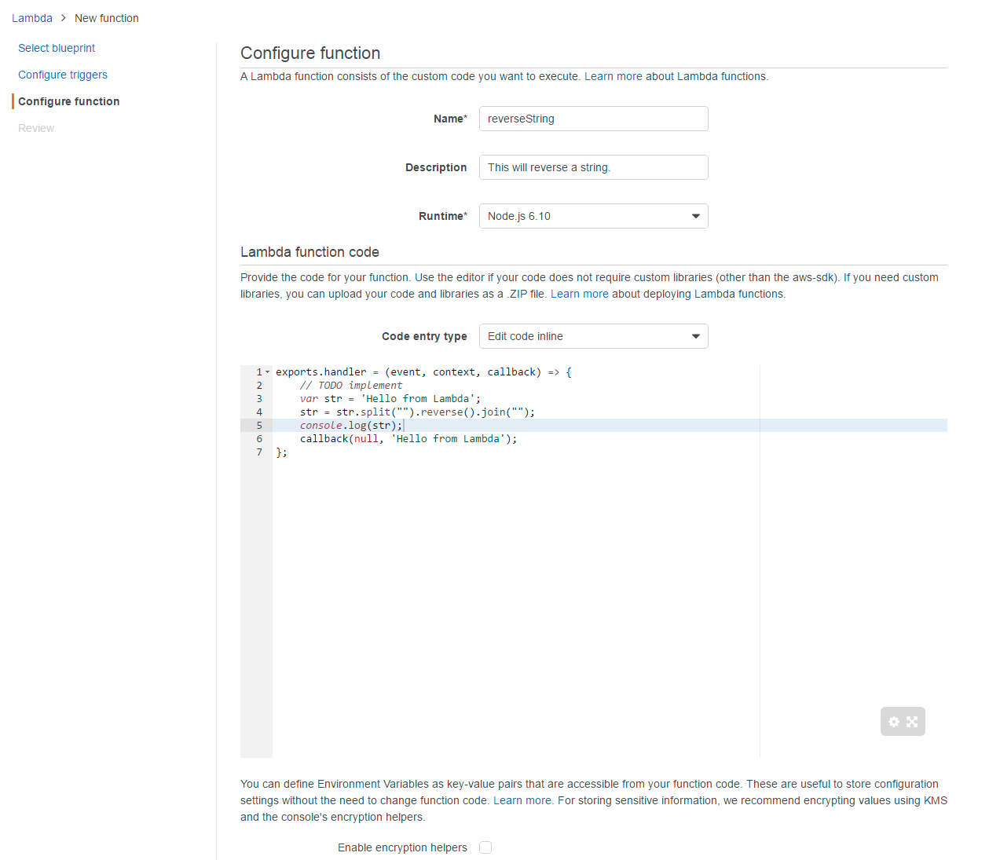 Lambda > New function
Select blueprint
Configure triggers
Configure function
Review
Configure function
A Lambda function consists of the custom code you want to execute. Learn more about Lambda functions.
Name* reverseString
Description This will reverse a string.
Runtime* Node.js 6.10
Lambda function code
Provide the code for your function. Use the editor if your code does not require custom libraries (other than the aws-sdk). If you need custom
libraries, you can upload your code and libraries as a .ZIP file. Learn more about deploying Lambda functions.
Code entry type Edit code inline
1 exports.handler = (event, context, callback) => {
2 // TODO implement
3 var str = 'Hello from Lambda';
4 str = str.split("").reverse().join("");
5 console.log(str);
6 callback(null, 'Hello from Lambda');
7 };
You can define Environment Variables as key-value pairs that are accessible from your function code. These are useful to store configuration
settings without the need to change function code. Learn more. For storing sensitive information, we recommend encrypting values using KMS
and the console's encryption helpers.
Enable encryption helpers